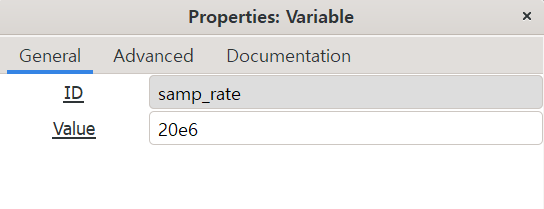 Properties: Variable ×
General Advanced Documentation
ID samp_rate
Value 20e6